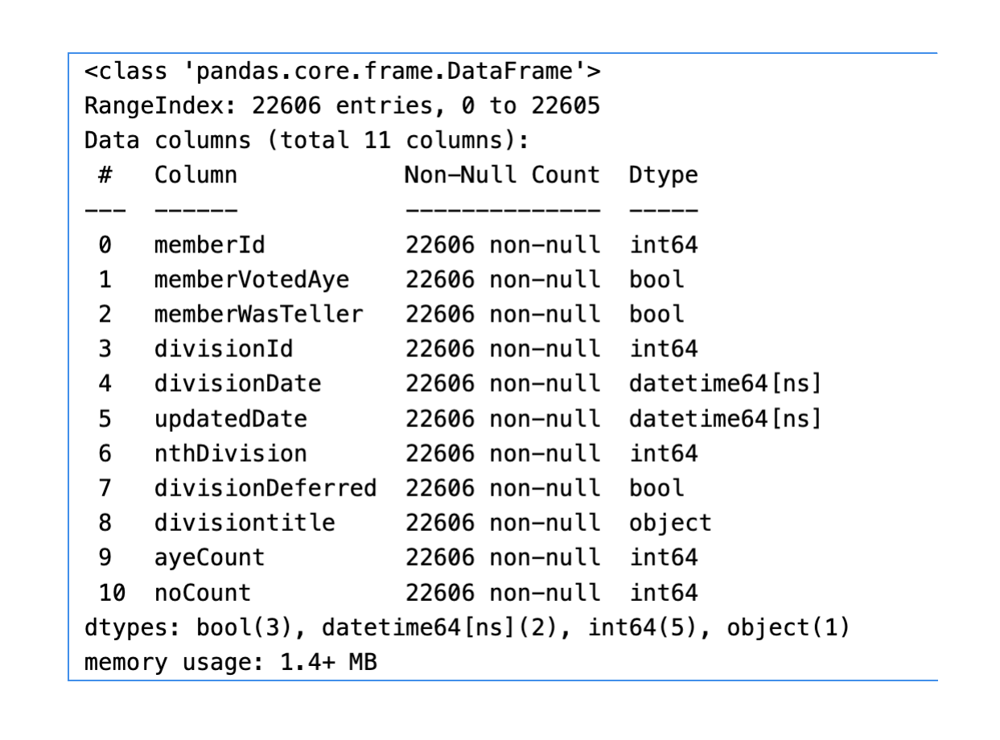 <class 'pandas.core.frame.DataFrame'>
RangeIndex: 22606 entries, 0 to 22605
Data columns (total 11 columns):
 #   Column            Non-Null Count  Dtype
---  ------            --------------  -----
 0   memberId          22606 non-null  int64
 1   memberVotedAye    22606 non-null  bool
 2   memberWasTeller   22606 non-null  bool
 3   divisionId        22606 non-null  int64
 4   divisionDate      22606 non-null  datetime64[ns]
 5   updatedDate       22606 non-null  datetime64[ns]
 6   nthDivision       22606 non-null  int64
 7   divisionDeferred  22606 non-null  bool
 8   divisiontitle     22606 non-null  object
 9   ayeCount          22606 non-null  int64
 10  noCount           22606 non-null  int64
dtypes: bool(3), datetime64[ns](2), int64(5), object(1)
memory usage: 1.4+ MB